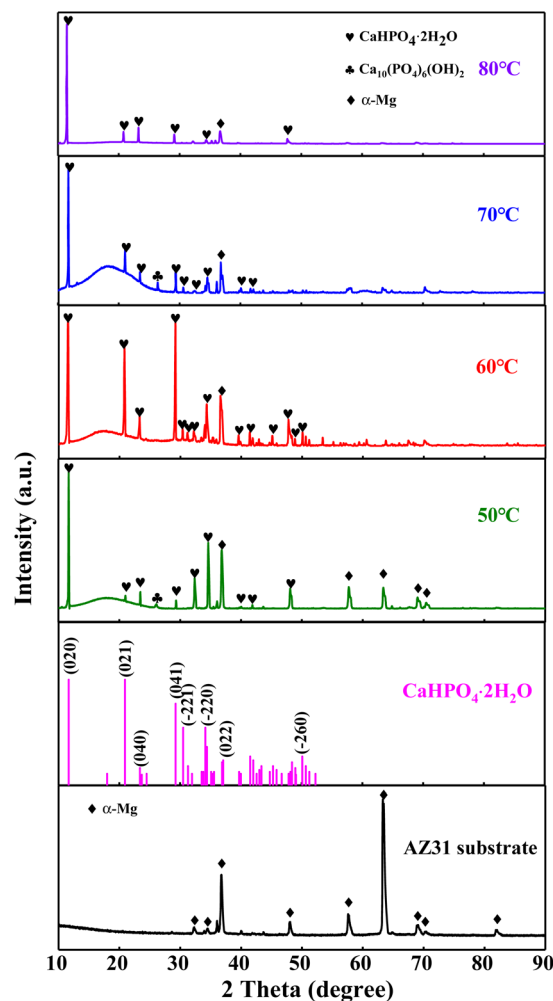 ♥ CaHPO₄·2H₂O
♣ Ca₁₀(PO₄)₆(OH)₂
♦ α-Mg
80°C
70°C
60°C
50°C
Intensity (a.u.)
(020)
(021)
(040)
(041)
(-221)
(-220)
(022)
(-260)
CaHPO₄·2H₂O
♦ α-Mg
AZ31 substrate
10 20 30 40 50 60 70 80 90
2 Theta (degree)